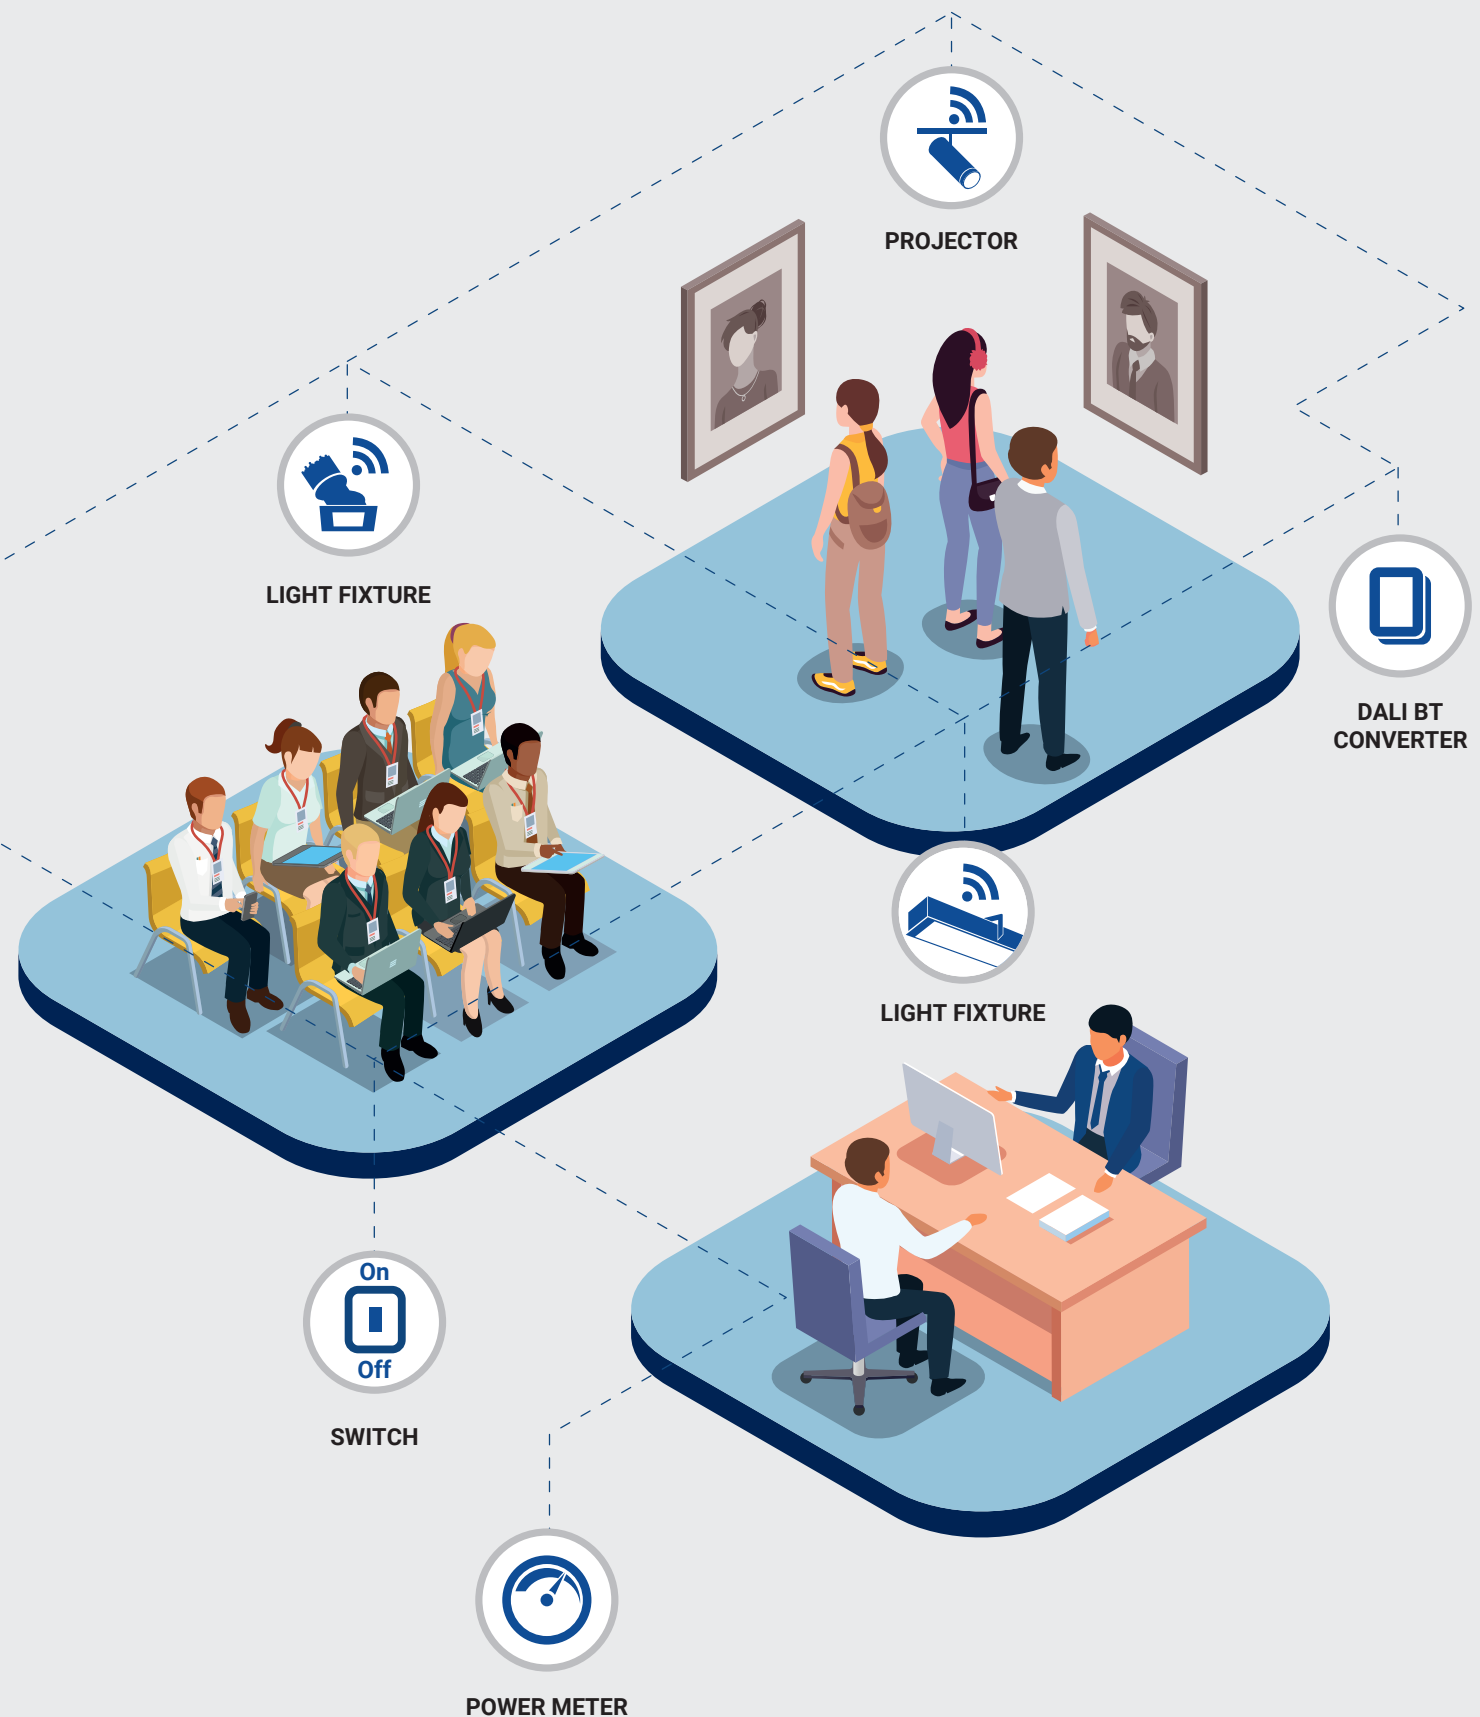 PROJECTOR
LIGHT FIXTURE
DALI BT
CONVERTER
LIGHT FIXTURE
On
Off
SWITCH
POWER METER